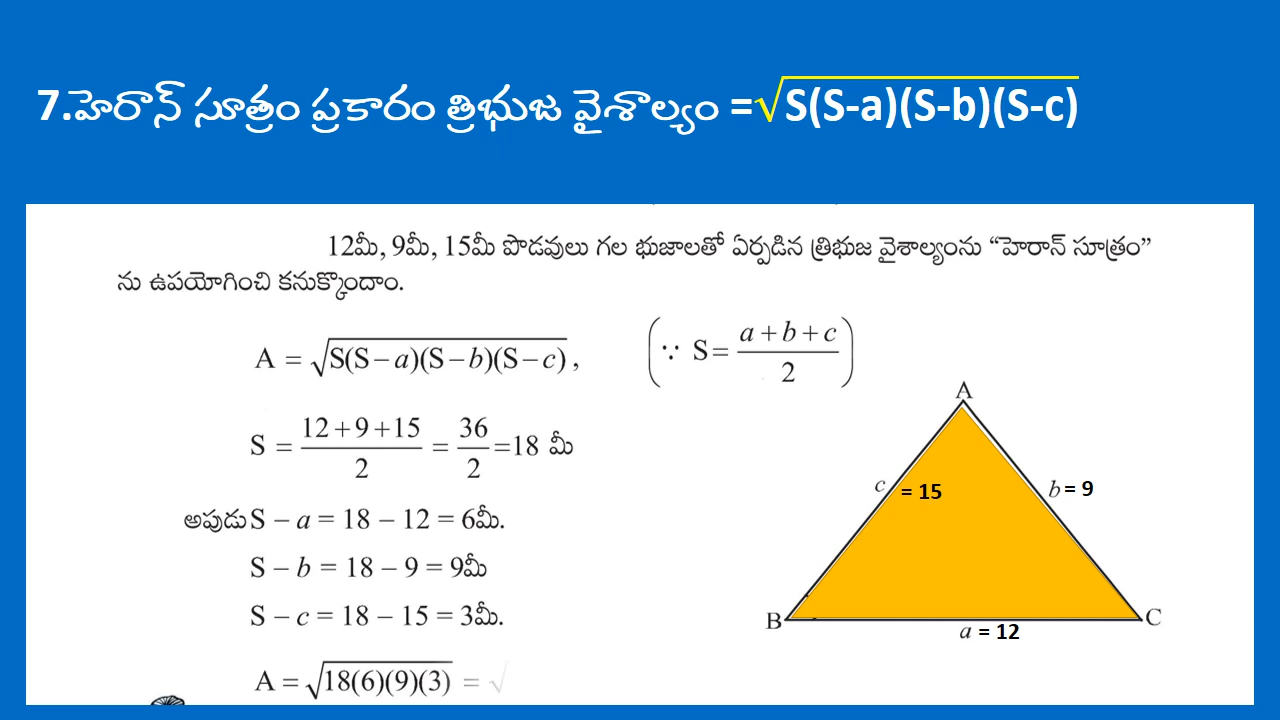 7.హెరాన్ సూత్రం ప్రకారం త్రిభుజ వైశాల్యం =√S(S-a)(S-b)(S-c)
12మీ, 9మీ, 15మీ పొడవులు గల భుజాలతో ఏర్పడిన త్రిభుజ వైశాల్యంను “హెరాన్ సూత్రం”
ను ఉపయోగించి కనుక్కొందాం.
A = √S(S−a)(S−b)(S−c) , (∵ S= a+b+c / 2)
S = 12+9+15 / 2 = 36 / 2 =18 మీ
అపుడు S – a = 18 – 12 = 6మీ.
S – b = 18 – 9 = 9మీ
S – c = 18 – 15 = 3మీ.
A = √18(6)(9)(3) = √
A
c = 15
b = 9
B
C
a = 12